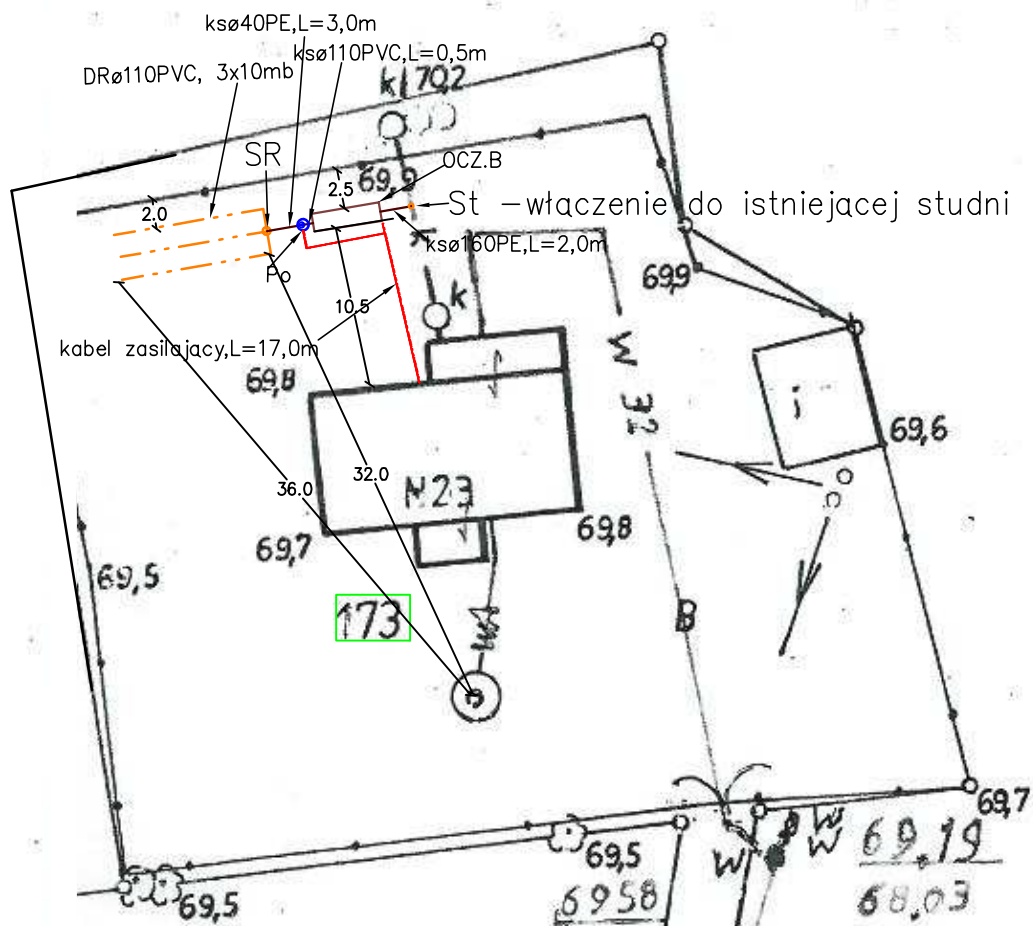 ksø40PE,L=3,0m
ksø110PVC,L=0,5m
DRø110PVC, 3x10mb
k170,2
SR
OCZ.B
69,9
2.5
2.0
St –włączenie do istniejącej studni
ksø160PE,L=2,0m
Po
69,9
k
10.5
kabel zasilający,L=17,0m
69,8
W 32
i
69,6
32.0
36.0
69,7
69,8
69,5
173
B
69,7
W
W
W
69,19
69,5
68,03
69,5
6958